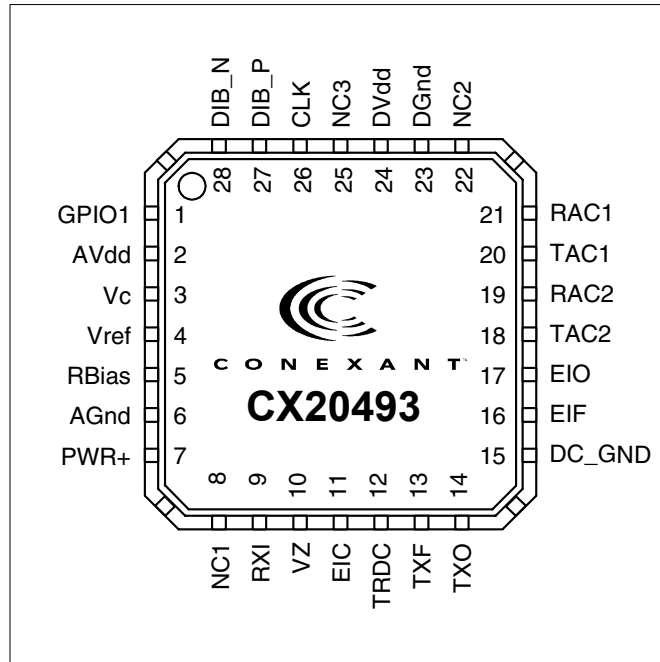 DIB_N
DIB_P
CLK
NC3
DVdd
DGnd
NC2
28
27
26
25
24
23
22
GPIO1 1
AVdd 2
Vc 3
Vref 4
RBias 5
AGnd 6
PWR+ 7
21 RAC1
20 TAC1
19 RAC2
18 TAC2
17 EIO
16 EIF
15 DC_GND
CONEXANT
CX20493
8
9
10
11
12
13
14
NC1
RXI
VZ
EIC
TRDC
TXF
TXO